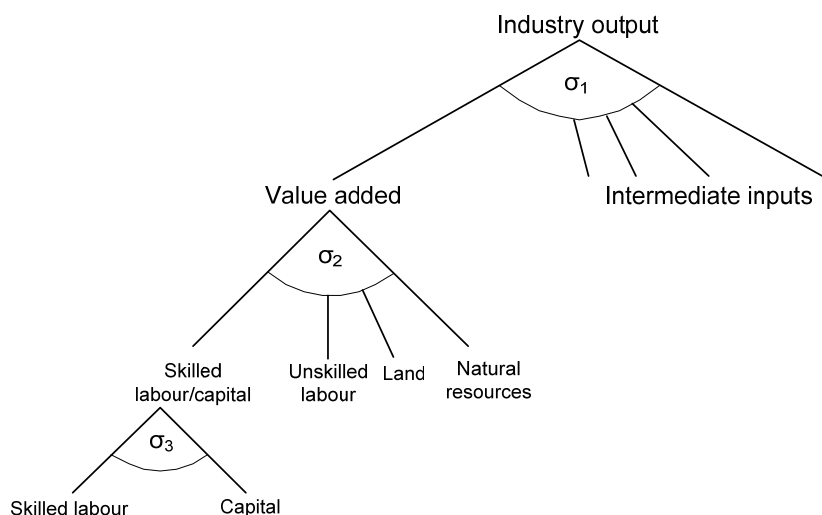 Industry output
σ1
Value added
Intermediate inputs
σ2
Skilled
labour/capital
Unskilled
labour
Land
Natural
resources
σ3
Skilled labour
Capital